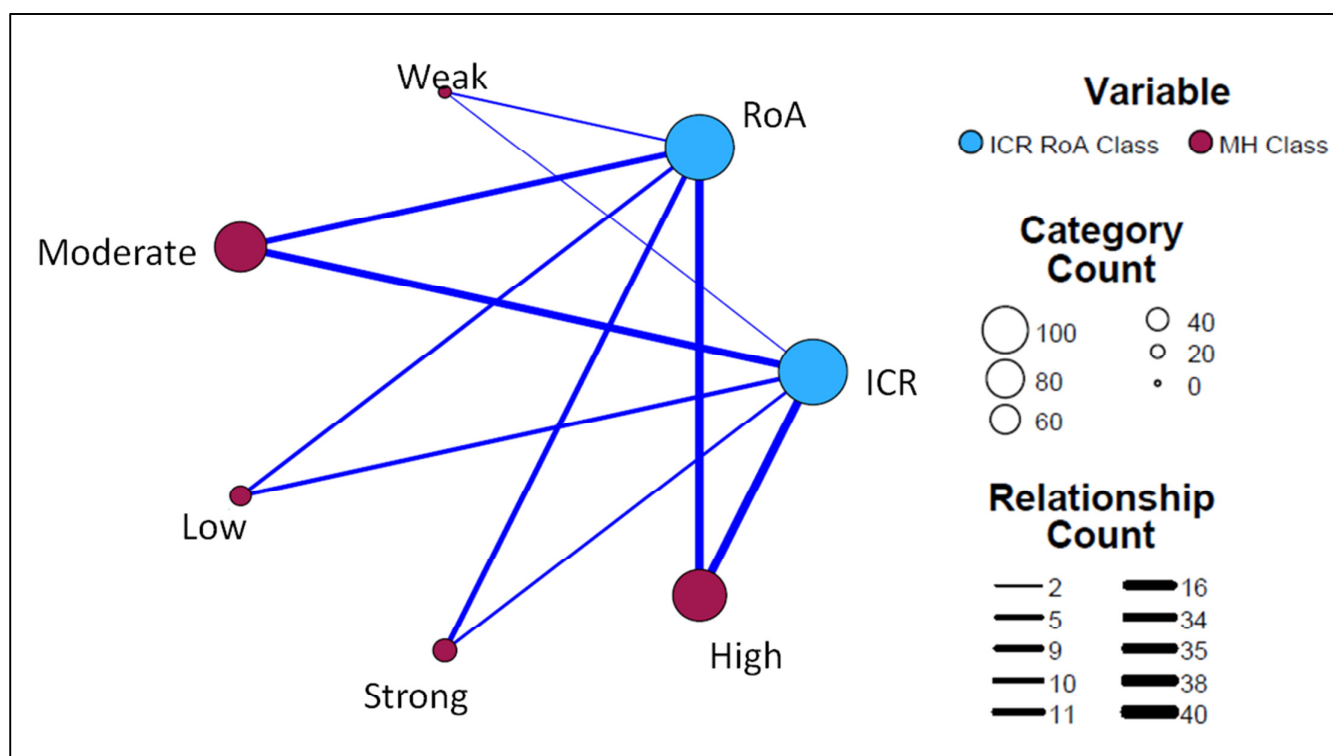 Weak
RoA
Moderate
ICR
Low
High
Strong
Variable
ICR RoA Class MH Class
Category
Count
100 40
80 20
60 0
Relationship
Count
2 16
5 34
9 35
10 38
11 40